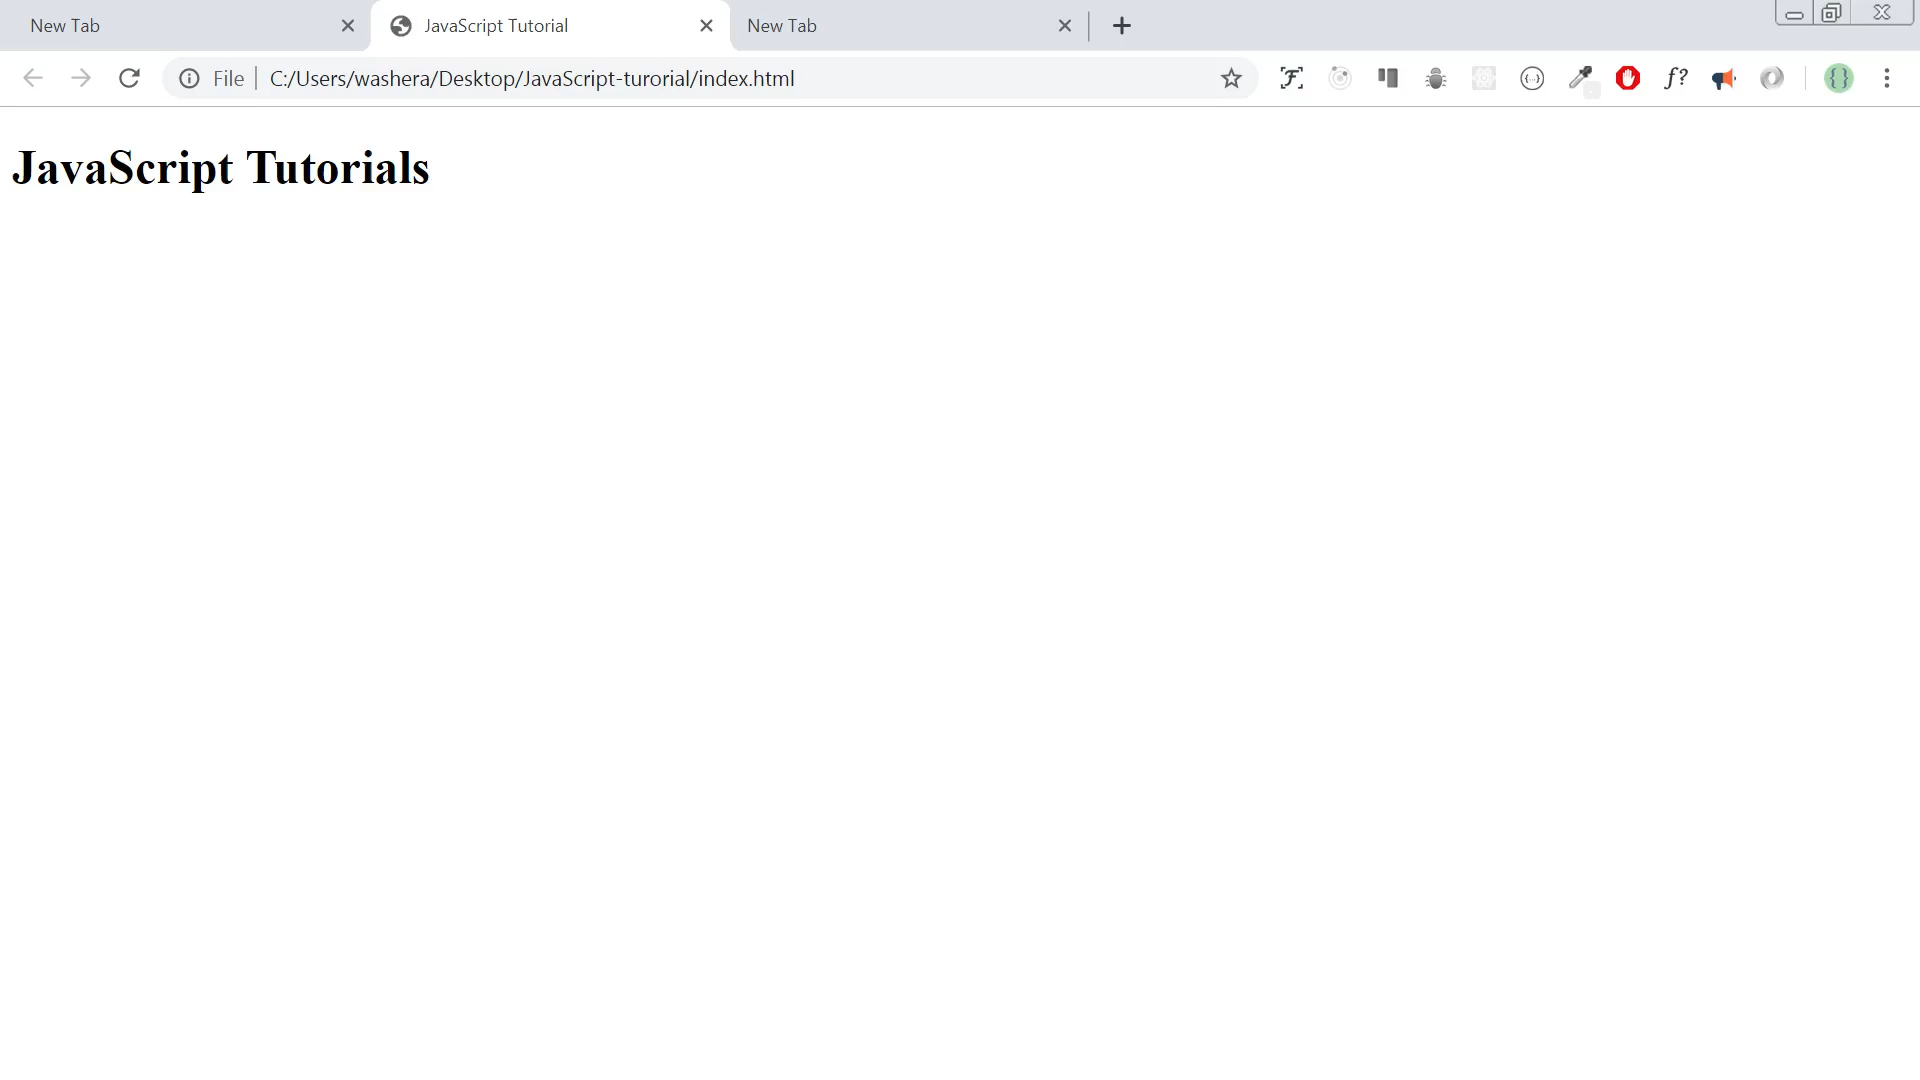 New Tab
JavaScript Tutorial
New Tab
File
C:/Users/washera/Desktop/JavaScript-turorial/index.html
f?
JavaScript Tutorials